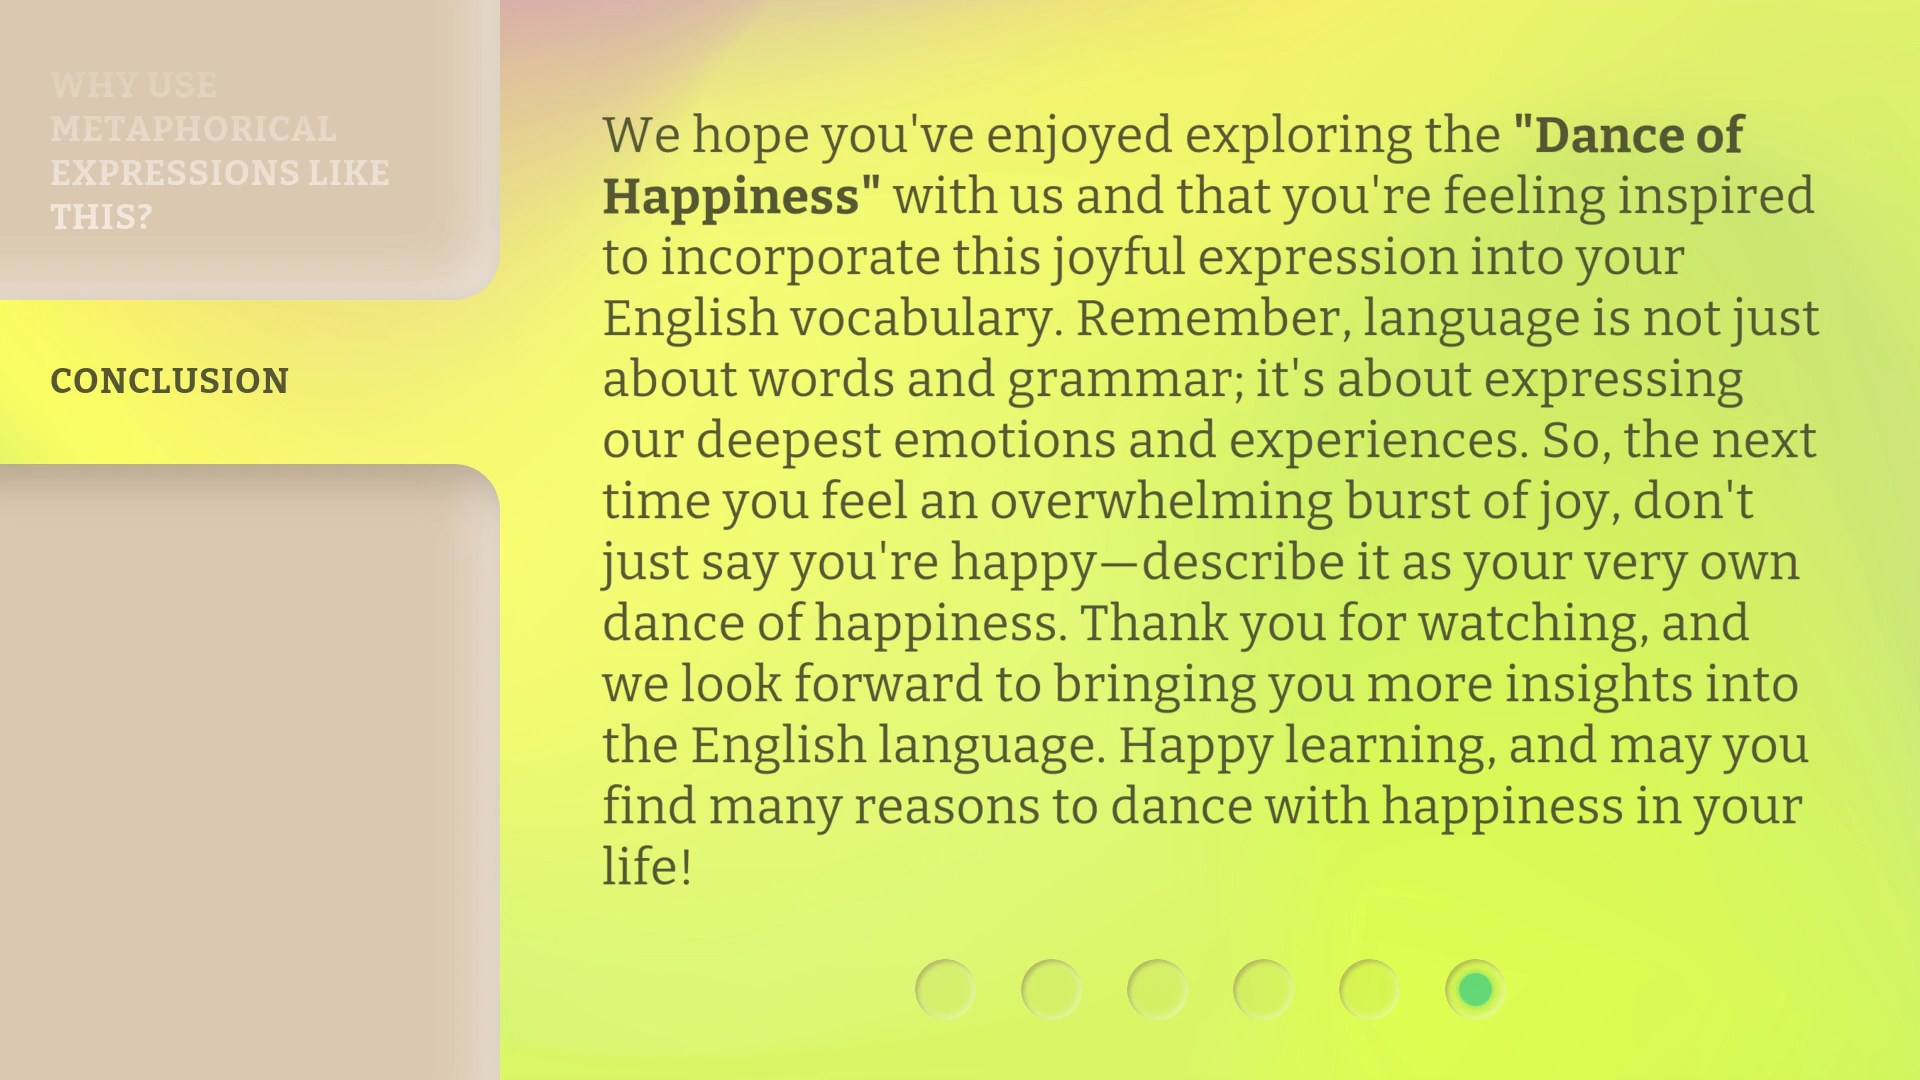 WHY USE
METAPHORICAL
EXPRESSIONS LIKE
THIS?
CONCLUSION
We hope you've enjoyed exploring the "Dance of
Happiness" with us and that you're feeling inspired
to incorporate this joyful expression into your
English vocabulary. Remember, language is not just
about words and grammar; it's about expressing
our deepest emotions and experiences. So, the next
time you feel an overwhelming burst of joy, don't
just say you're happy—describe it as your very own
dance of happiness. Thank you for watching, and
we look forward to bringing you more insights into
the English language. Happy learning, and may you
find many reasons to dance with happiness in your
life!